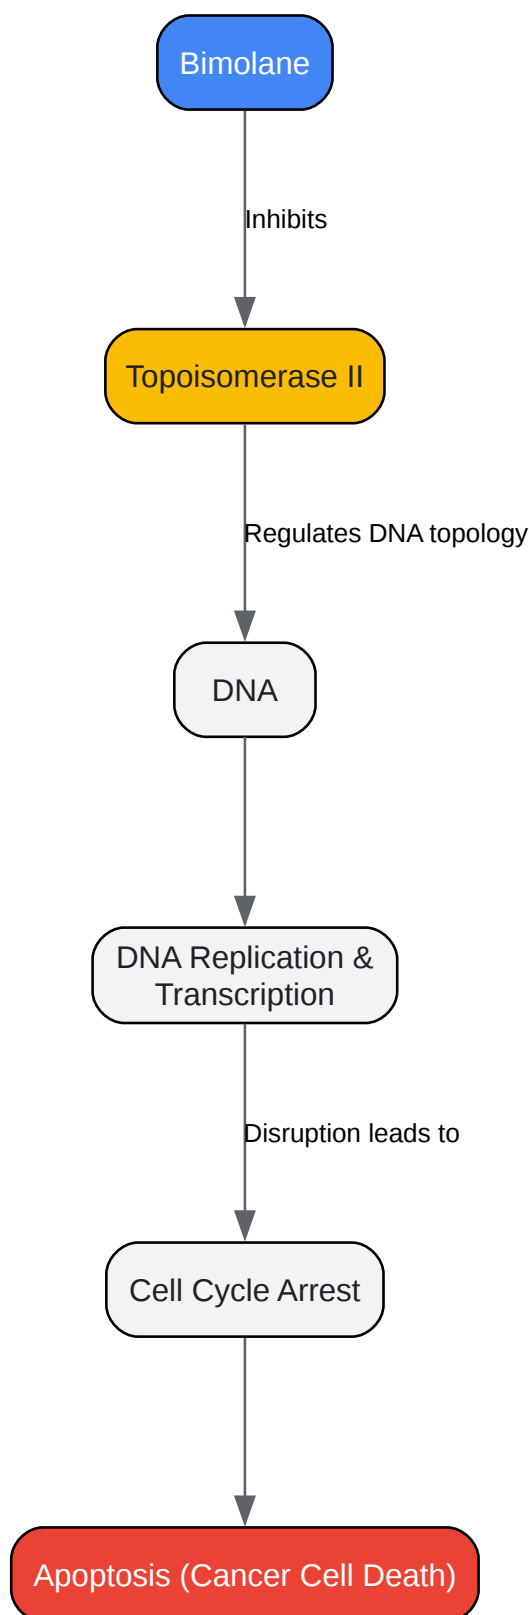 Bimolane
Inhibits
Topoisomerase II
Regulates DNA topology
DNA
DNA Replication &
Transcription
Disruption leads to
Cell Cycle Arrest
Apoptosis (Cancer Cell Death)